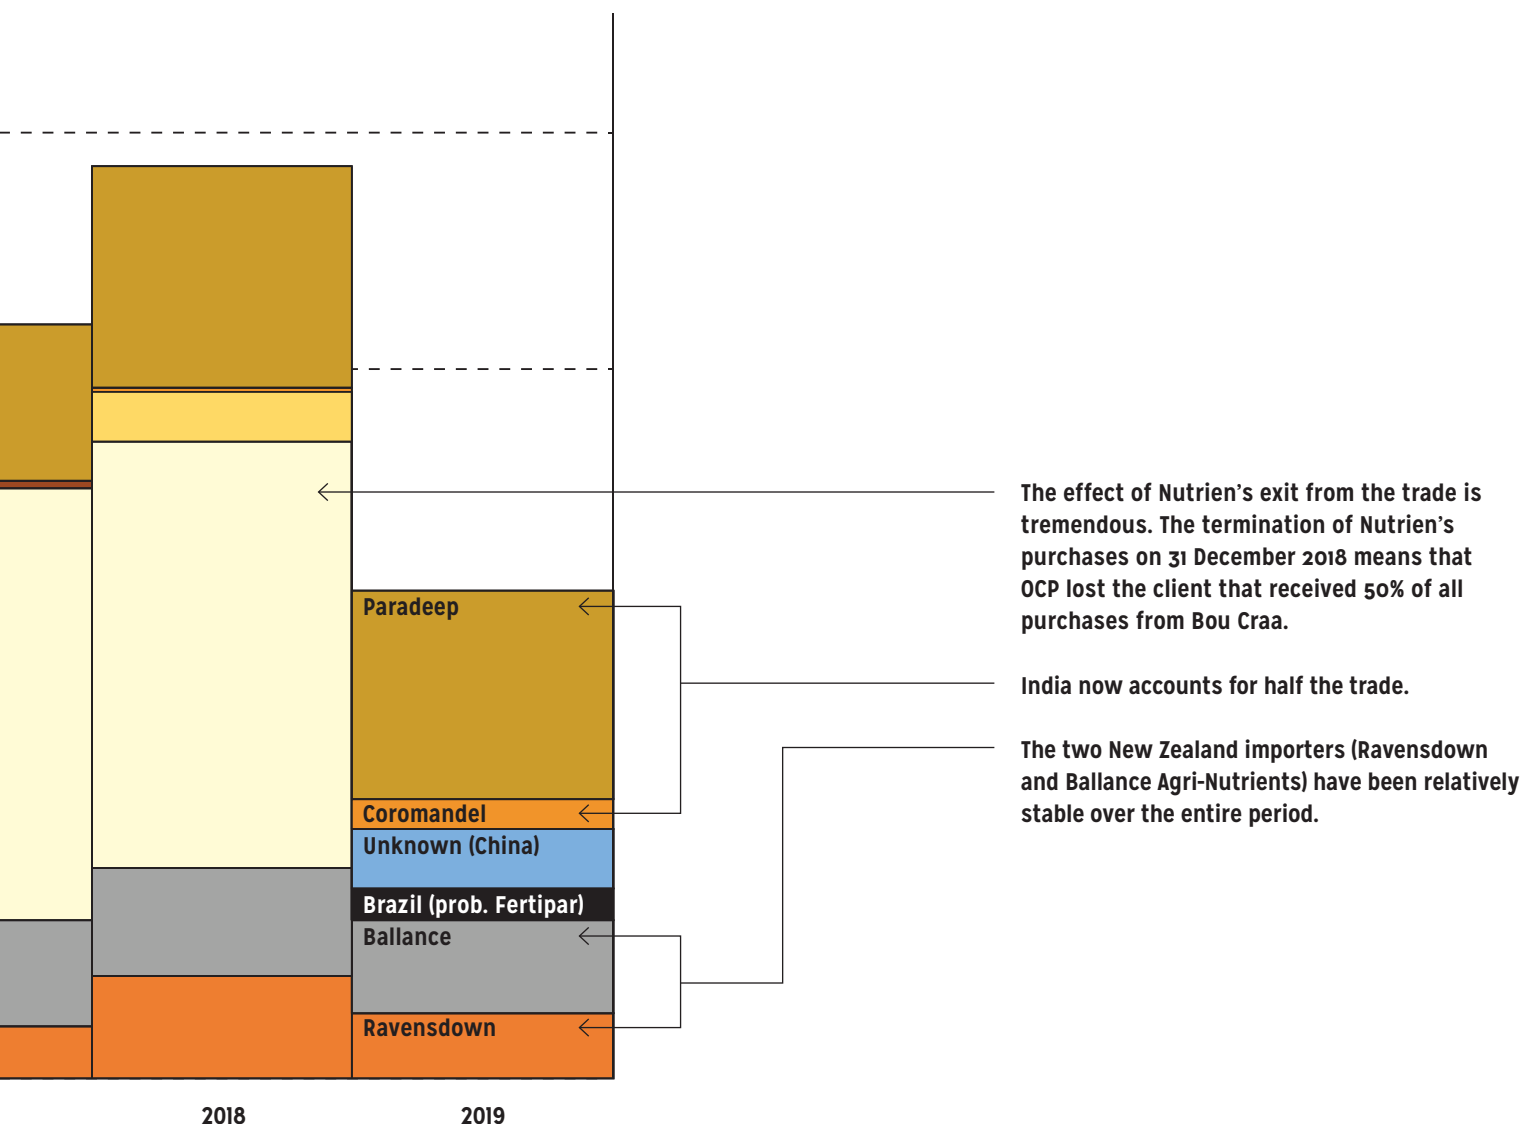 The effect of Nutrien’s exit from the trade is
tremendous. The termination of Nutrien’s
purchases on 31 December 2018 means that
OCP lost the client that received 50% of all
purchases from Bou Craa.
India now accounts for half the trade.
The two New Zealand importers (Ravensdown
and Ballance Agri-Nutrients) have been relatively
stable over the entire period.
Paradeep
Coromandel
Unknown (China)
Brazil (prob. Fertipar)
Ballance
Ravensdown
2018
2019